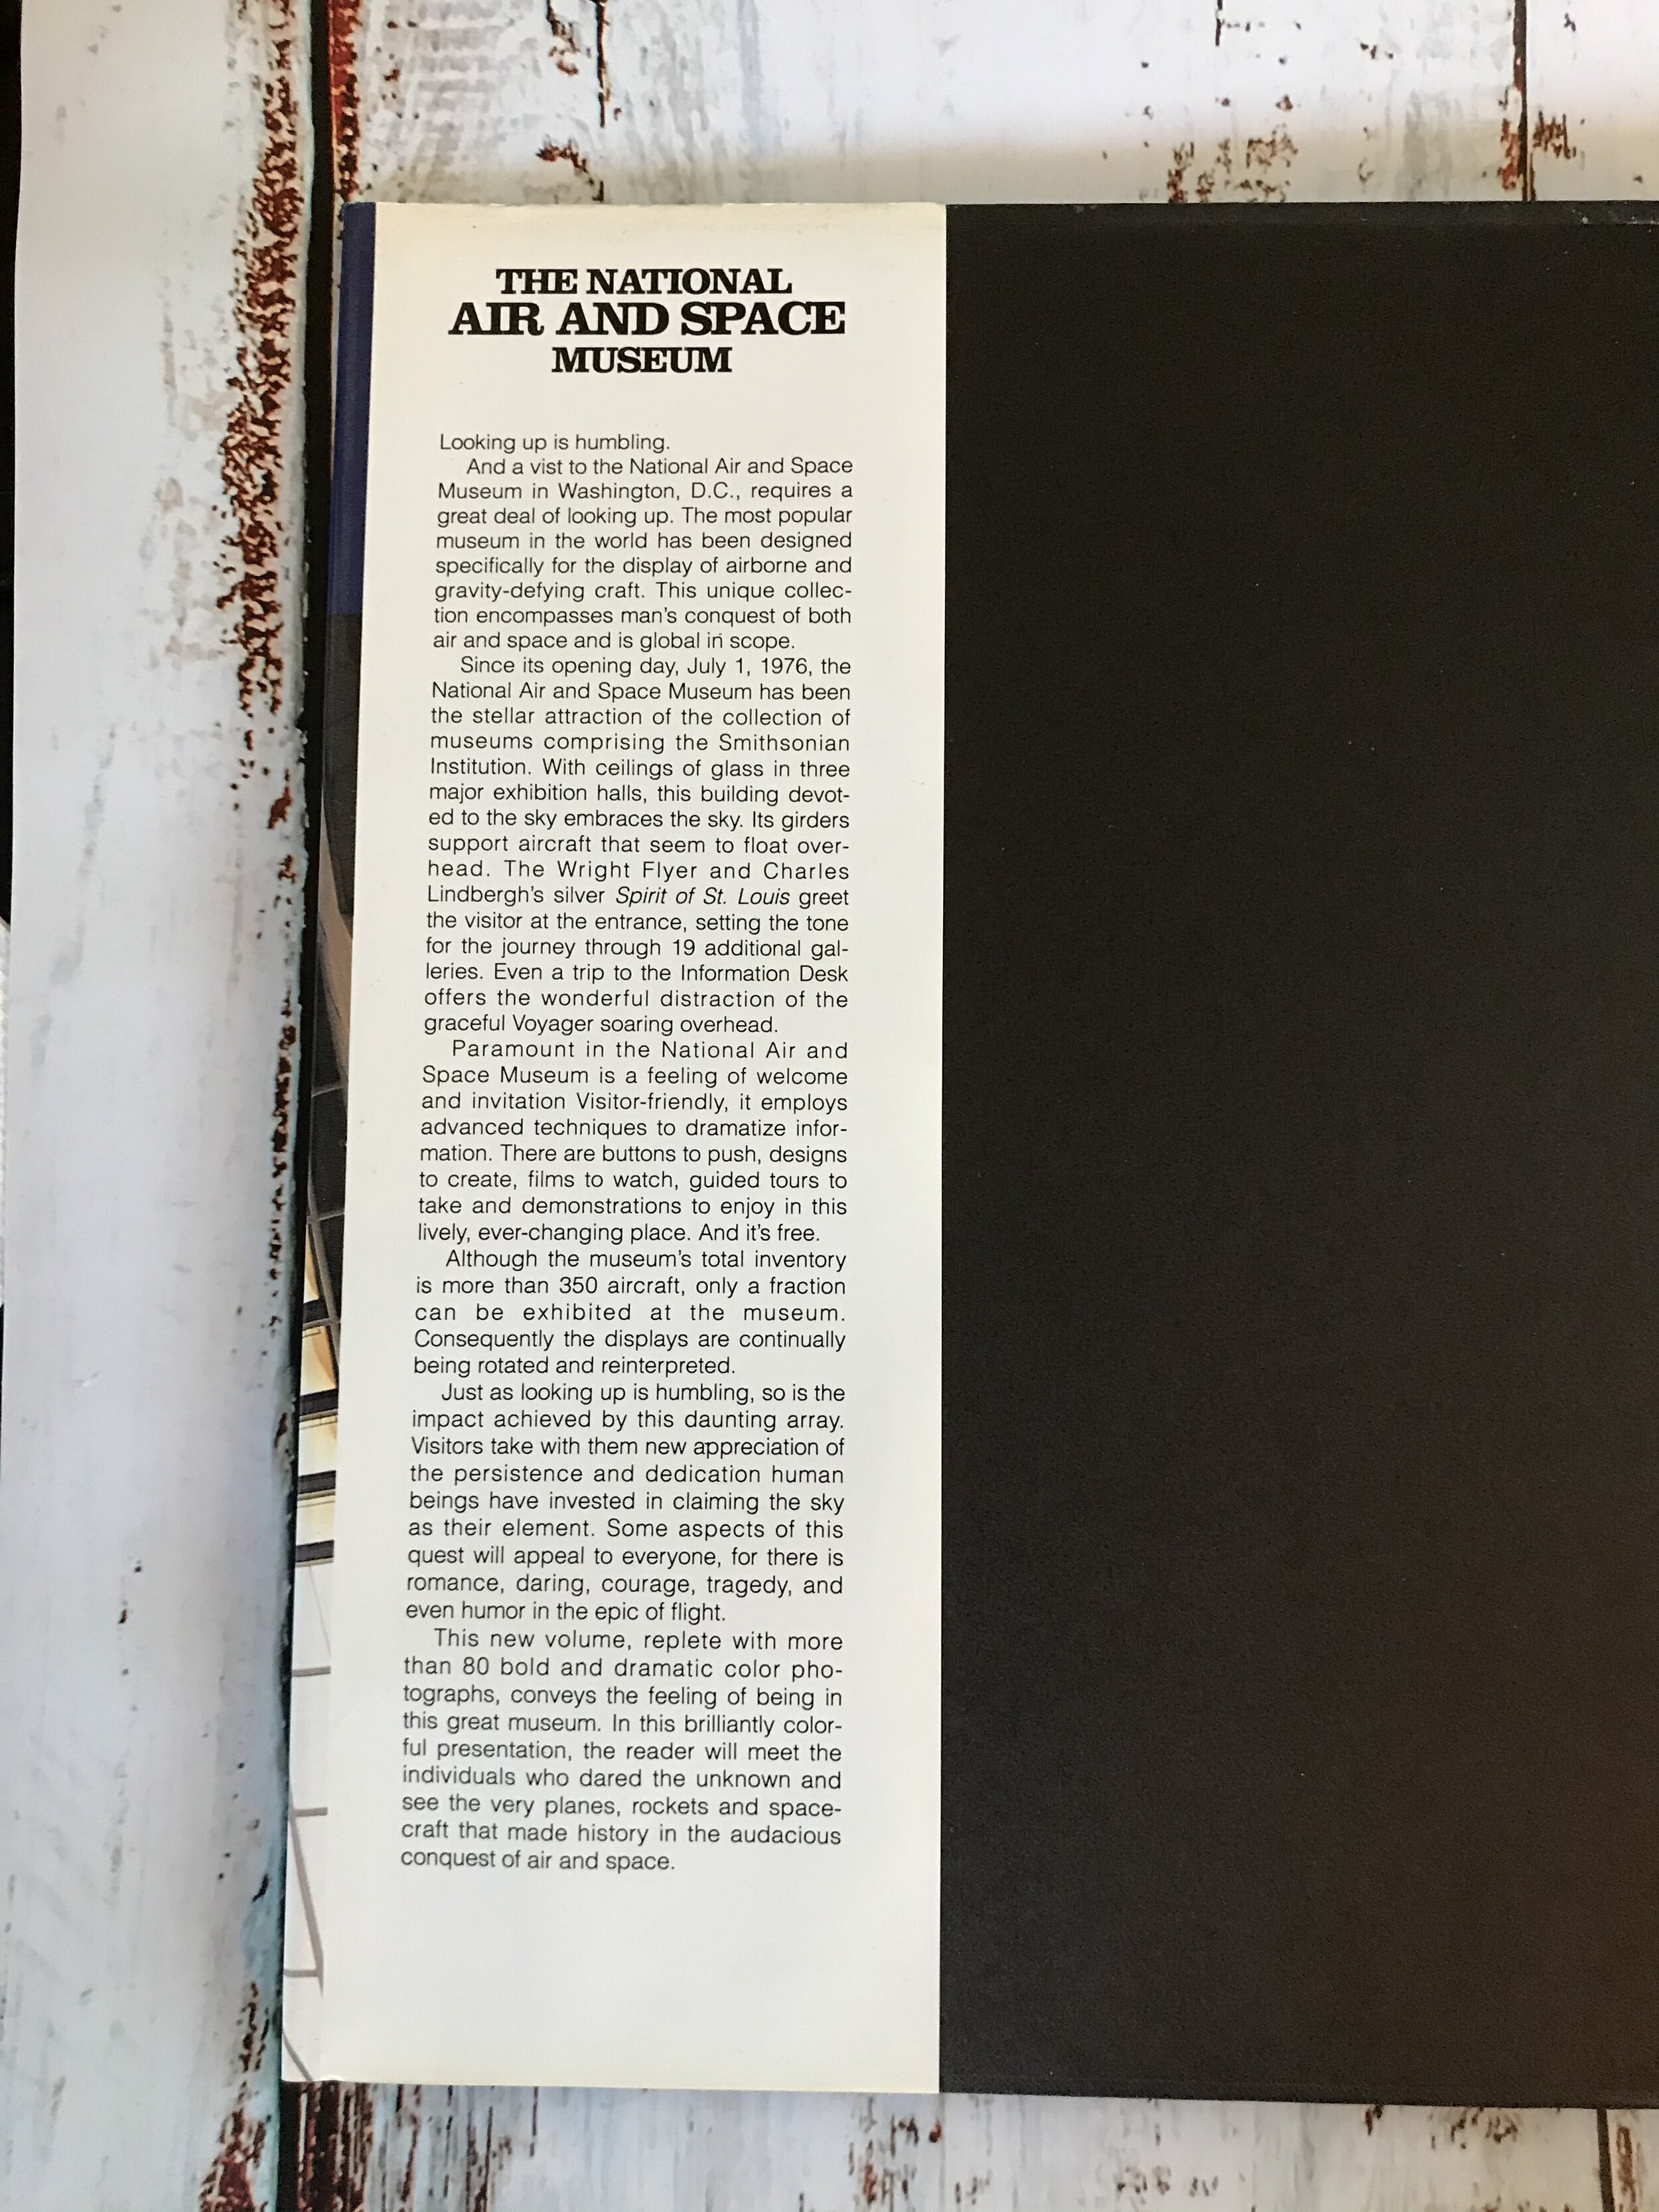 THE NATIONAL
AIR AND SPACE
MUSEUM
Looking up is humbling.
And a vist to the National Air and Space
Museum in Washington, D.C., requires a
great deal of looking up. The most popular
museum in the world has been designed
specifically for the display of airborne and
gravity-defying craft. This unique collec-
tion encompasses man's conquest of both
air and space and is global in scope.
Since its opening day, July 1, 1976, the
National Air and Space Museum has been
the stellar attraction of the collection of
museums comprising the Smithsonian
Institution. With ceilings of glass in three
major exhibition halls, this building devot-
ed to the sky embraces the sky. Its girders
support aircraft that seem to float over-
head. The Wright Flyer and Charles
Lindbergh's silver Spirit of St. Louis greet
the visitor at the entrance, setting the tone
for the journey through 19 additional gal-
leries. Even a trip to the Information Desk
offers the wonderful distraction of the
graceful Voyager soaring overhead.
Paramount in the National Air and
Space Museum is a feeling of welcome
and invitation Visitor-friendly, it employs
advanced techniques to dramatize infor-
mation. There are buttons to push, designs
to create, films to watch, guided tours to
take and demonstrations to enjoy in this
lively, ever-changing place. And it's free.
Although the museum's total inventory
is more than 350 aircraft, only a fraction
can be exhibited at the museum.
Consequently the displays are continually
being rotated and reinterpreted.
Just as looking up is humbling, so is the
impact achieved by this daunting array.
Visitors take with them new appreciation of
the persistence and dedication human
beings have invested in claiming the sky
as their element. Some aspects of this
quest will appeal to everyone, for there is
romance, daring, courage, tragedy, and
even humor in the epic of flight.
This new volume, replete with more
than 80 bold and dramatic color pho-
tographs, conveys the feeling of being in
this great museum. In this brilliantly color-
ful presentation, the reader will meet the
individuals who dared the unknown and
see the very planes, rockets and space-
craft that made history in the audacious
conquest of air and space.